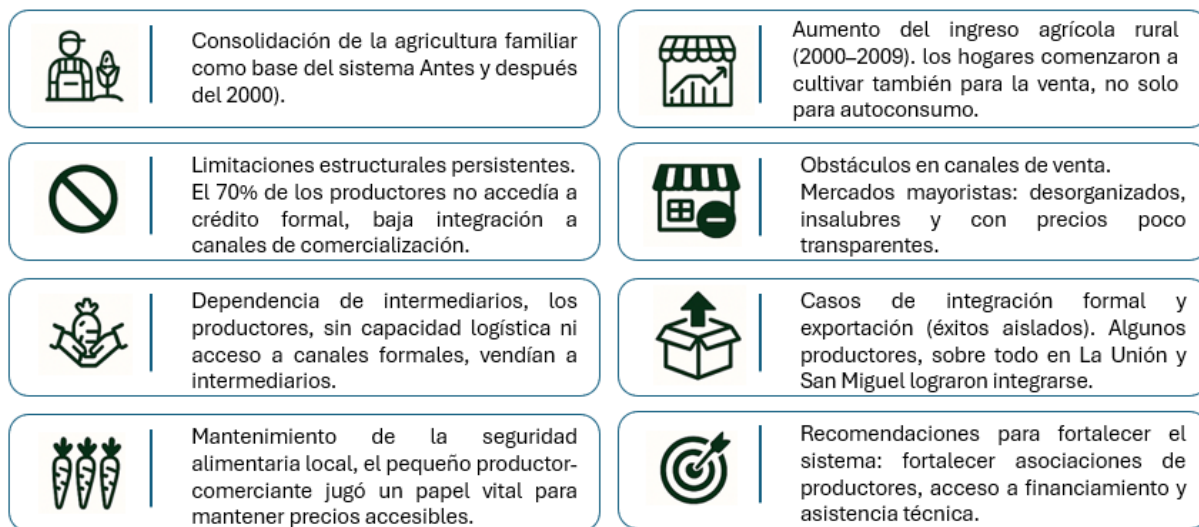 Consolidación de la agricultura familiar
como base del sistema Antes y después
del 2000).
Aumento del ingreso agrícola rural
(2000–2009). los hogares comenzaron a
cultivar también para la venta, no solo
para autoconsumo.
Limitaciones estructurales persistentes.
El 70% de los productores no accedía a
crédito formal, baja integración a
canales de comercialización.
Obstáculos en canales de venta.
Mercados mayoristas: desorganizados,
insalubres y con precios poco
transparentes.
Dependencia de intermediarios, los
productores, sin capacidad logística ni
acceso a canales formales, vendían a
intermediarios.
Casos de integración formal y
exportación (éxitos aislados). Algunos
productores, sobre todo en La Unión y
San Miguel lograron integrarse.
Mantenimiento de la seguridad
alimentaria local, el pequeño productor-
comerciante jugó un papel vital para
mantener precios accesibles.
Recomendaciones para fortalecer el
sistema: fortalecer asociaciones de
productores, acceso a financiamiento y
asistencia técnica.